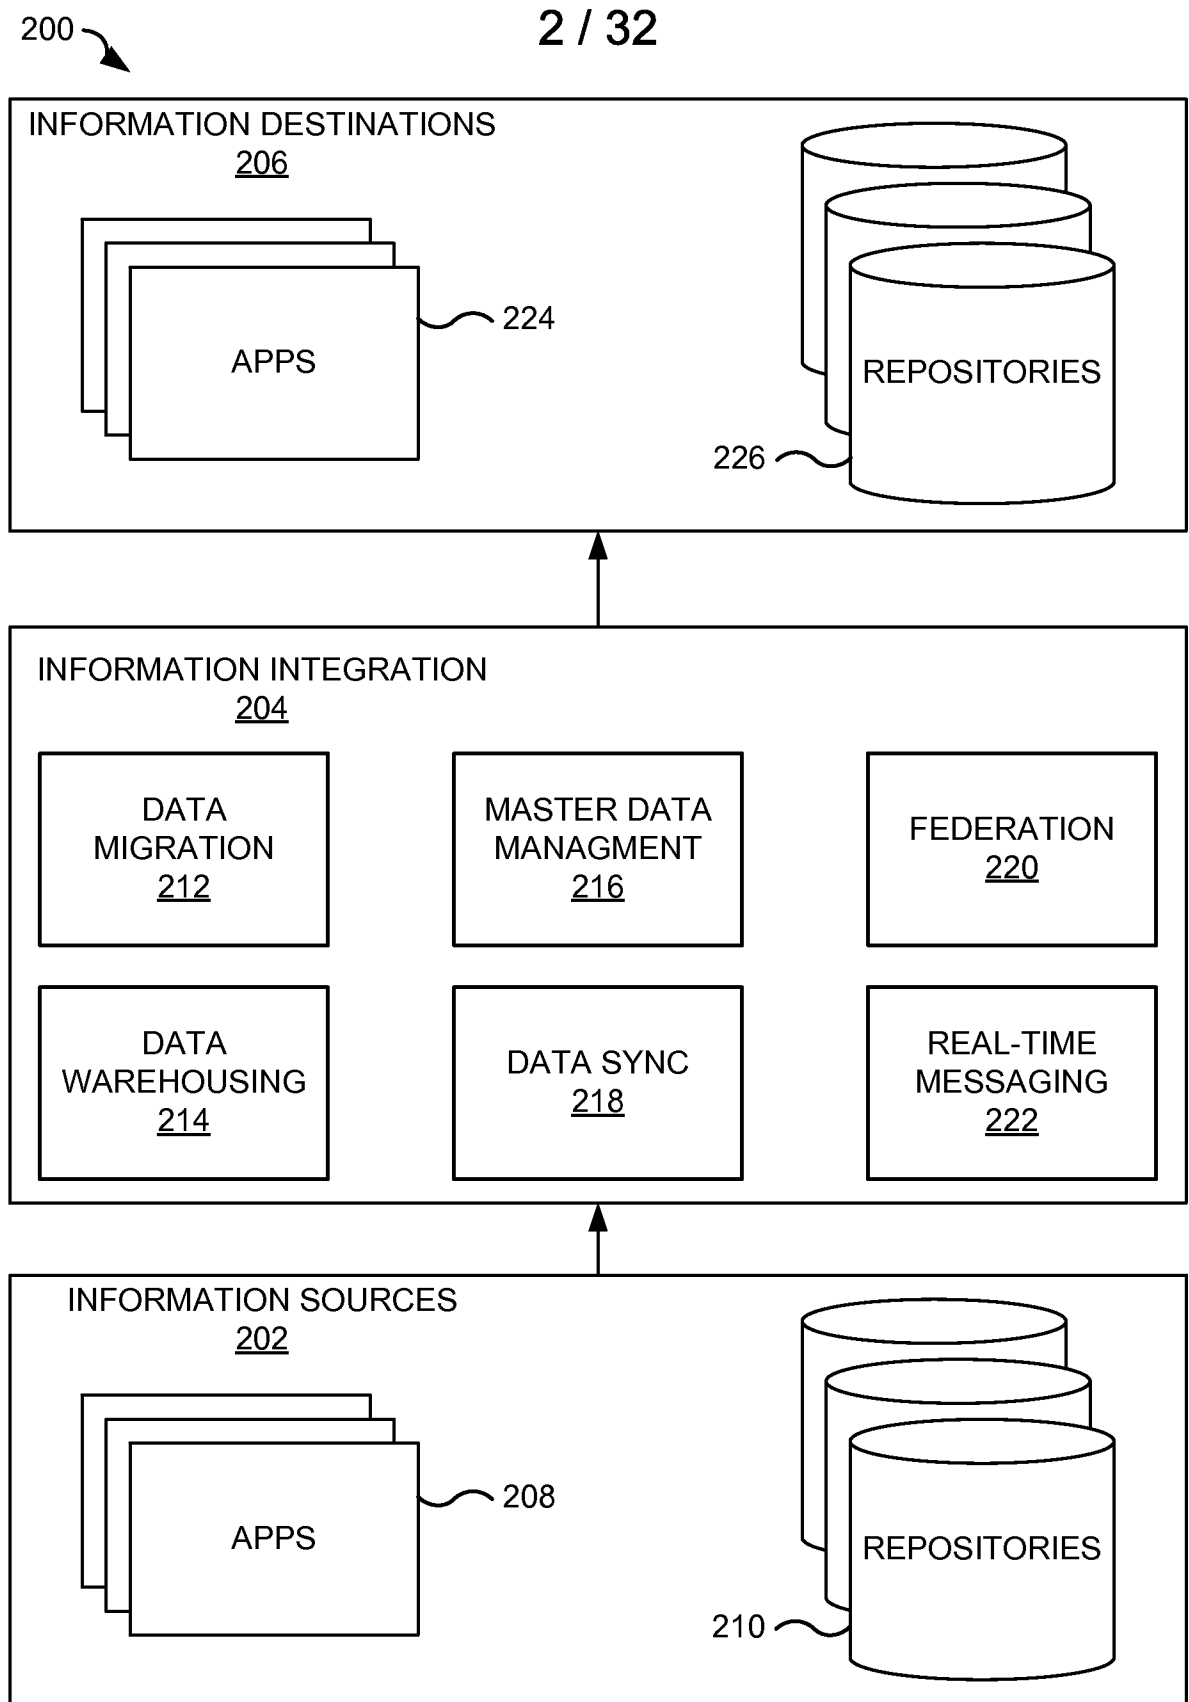 200
2 / 32
INFORMATION DESTINATIONS
206
APPS
224
REPOSITORIES
226
INFORMATION INTEGRATION
204
DATA
MIGRATION
212
MASTER DATA
MANAGMENT
216
FEDERATION
220
DATA
WAREHOUSING
214
DATA SYNC
218
REAL-TIME
MESSAGING
222
INFORMATION SOURCES
202
APPS
208
REPOSITORIES
210